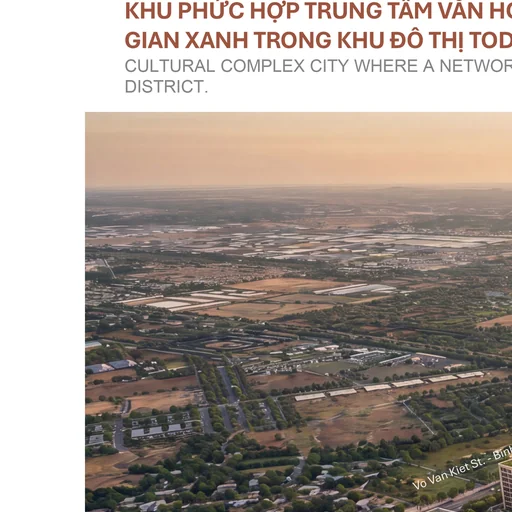 KHU PHỨC HỢP TRUNG TÂM VĂN HO
GIAN XANH TRONG KHU ĐÔ THỊ TOD
CULTURAL COMPLEX CITY WHERE A NETWOR
DISTRICT.
Vo Van Kiet St. - Binh